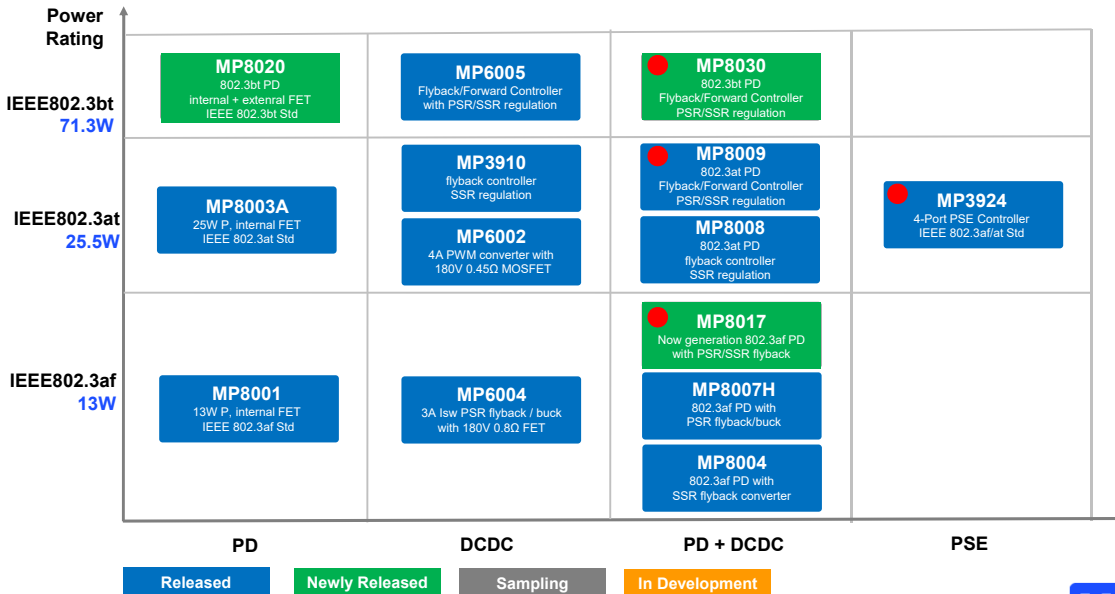 Power
Rating
IEEE802.3bt
71.3W
MP8020
802.3bt PD
internal + extenral FET
IEEE 802.3bt Std
MP6005
Flyback/Forward Controller
with PSR/SSR regulation
MP8030
802.3bt PD
Flyback/Forward Controller
PSR/SSR regulation
IEEE802.3at
25.5W
MP8003A
25W P, internal FET
IEEE 802.3at Std
MP3910
flyback controller
SSR regulation
MP6002
4A PWM converter with
180V 0.45Ω MOSFET
MP8009
802.3at PD
Flyback/Forward Controller
PSR/SSR regulation
MP8008
802.3at PD
flyback controller
SSR regulation
MP3924
4-Port PSE Controller
IEEE 802.3af/at Std
IEEE802.3af
13W
MP8001
13W P, internal FET
IEEE 802.3af Std
MP6004
3A Isw PSR flyback / buck
with 180V 0.8Ω FET
MP8017
Now generation 802.3af PD
with PSR/SSR flyback
MP8007H
802.3af PD with
PSR flyback/buck
MP8004
802.3af PD with
SSR flyback converter
PD
DCDC
PD + DCDC
PSE
Released
Newly Released
Sampling
In Development